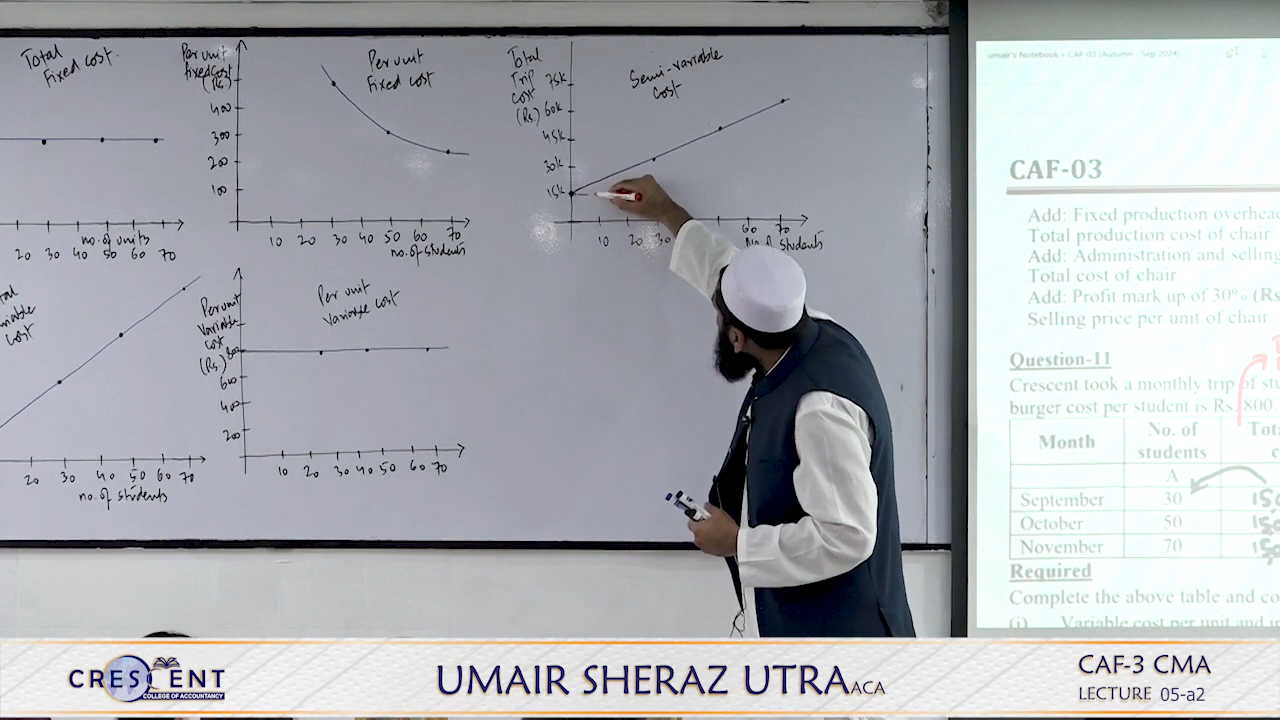 Total
Fixed cost.
20 30 40 50 60 70
no. of units
Per unit
fixed cost
(Rs.)
400
300
200
100
Per unit
Fixed cost
10 20 30 40 50 60 70
no. of students
Total
Trip
Cost
(Rs.)
75k
60k
45k
30k
15k
Semi-variable
cost
10 20 30 60 70
No. of students
cost
20 30 40 50 60 70
no. of students
Per unit
Variable
cost
(Rs.)
800
600
400
200
Per unit
Variable cost
10 20 30 40 50 60 70
umair's Notebook – CAF-03 (Autumn - Sep 2024)
CAF-03
Add: Fixed production overhea
Total production cost of chair
Add: Administration and selling
Total cost of chair
Add: Profit mark up of 30% (Rs
Selling price per unit of chair
Question-11
Crescent took a monthly trip of stu
burger cost per student is Rs. 800.
Month No. of students Tota
A
September 30
October 50
November 70
Required
Complete the above table and co
(i) Variable cost per unit and i
CRESCENT
COLLEGE OF ACCOUNTANCY
UMAIR SHERAZ UTRA ACA
CAF-3 CMA
LECTURE 05-a2